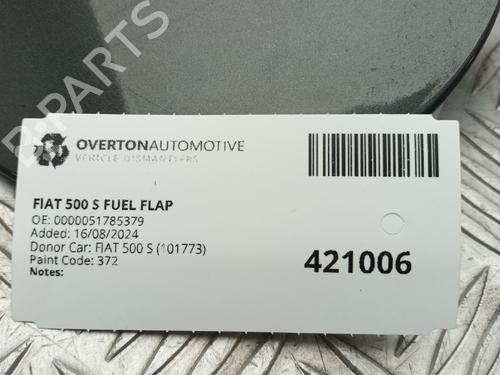 B-PARTS
OVERTONAUTOMOTIVE
VEHICLE DISMANTLERS
FIAT 500 S FUEL FLAP
OE: 0000051785379
Added: 16/08/2024
Donor Car: FIAT 500 S (101773)
Paint Code: 372
Notes:
421006